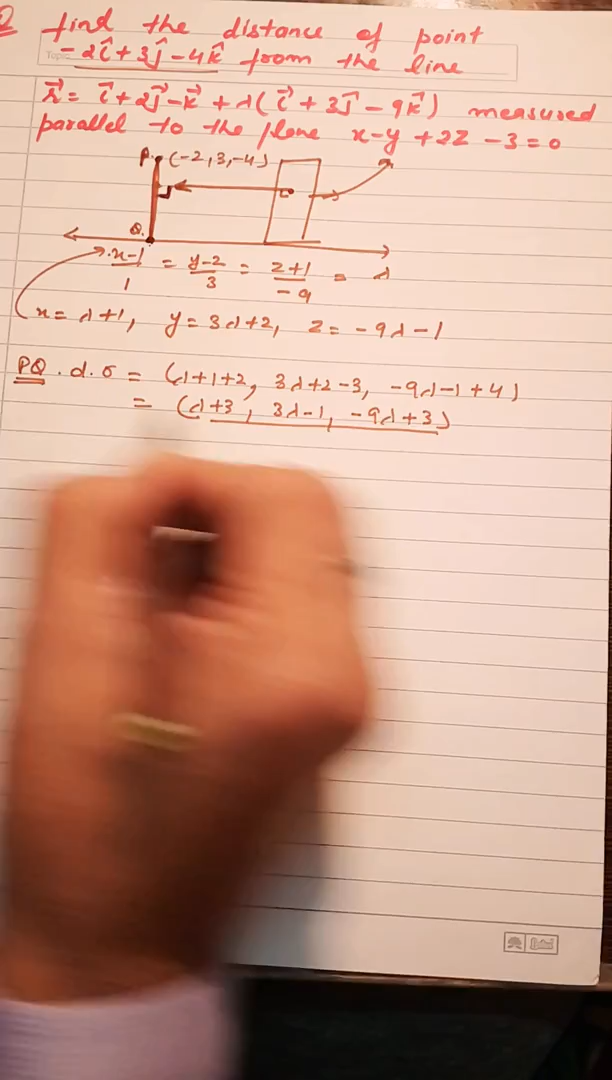 Q find the distance of point
-2î+3ĵ-4k̂ from the line
r⃗ = i⃗+2j⃗-k⃗+λ(i⃗+3j⃗-9k⃗) measured
parallel to the plane x-y+2z-3=0
P (-2,3,-4)
Q
x-1/1 = y-2/3 = z+1/-9 = λ
x=λ+1, y=3λ+2, z=-9λ-1
PQ. d.r = (λ+1+2, 3λ+2-3, -9λ-1+4)
= (λ+3, 3λ-1, -9λ+3)